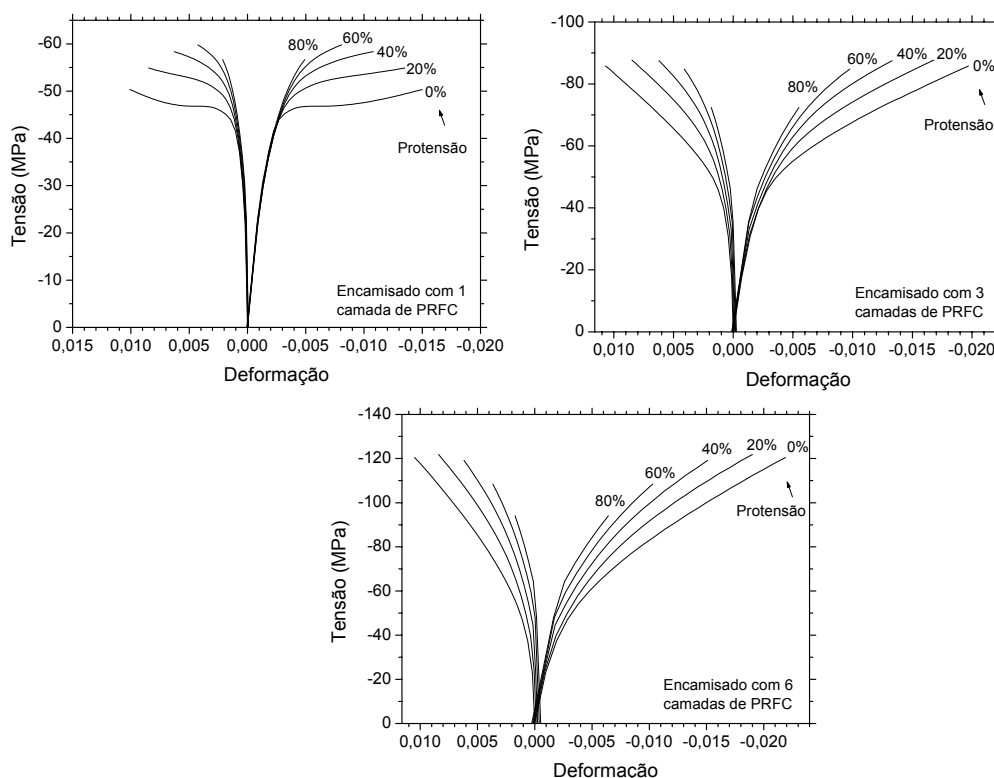 -60
-50
-40
-30
-20
-10
0
Tensão (MPa)
80%
60%
40%
20%
0%
Protensão
Encamisado com 1
camada de PRFC
0,015 0,010 0,005 0,000 -0,005 -0,010 -0,015 -0,020
Deformação
-100
-80
-60
-40
-20
0
Tensão (MPa)
80%
60%
40%
20%
0%
Protensão
Encamisado com 3
camadas de PRFC
0,010 0,005 0,000 -0,005 -0,010 -0,015 -0,020
Deformação
-140
-120
-100
-80
-60
-40
-20
0
Tensão (MPa)
80%
60%
40%
20%
0%
Protensão
Encamisado com 6
camadas de PRFC
0,010 0,005 0,000 -0,005 -0,010 -0,015 -0,020
Deformação